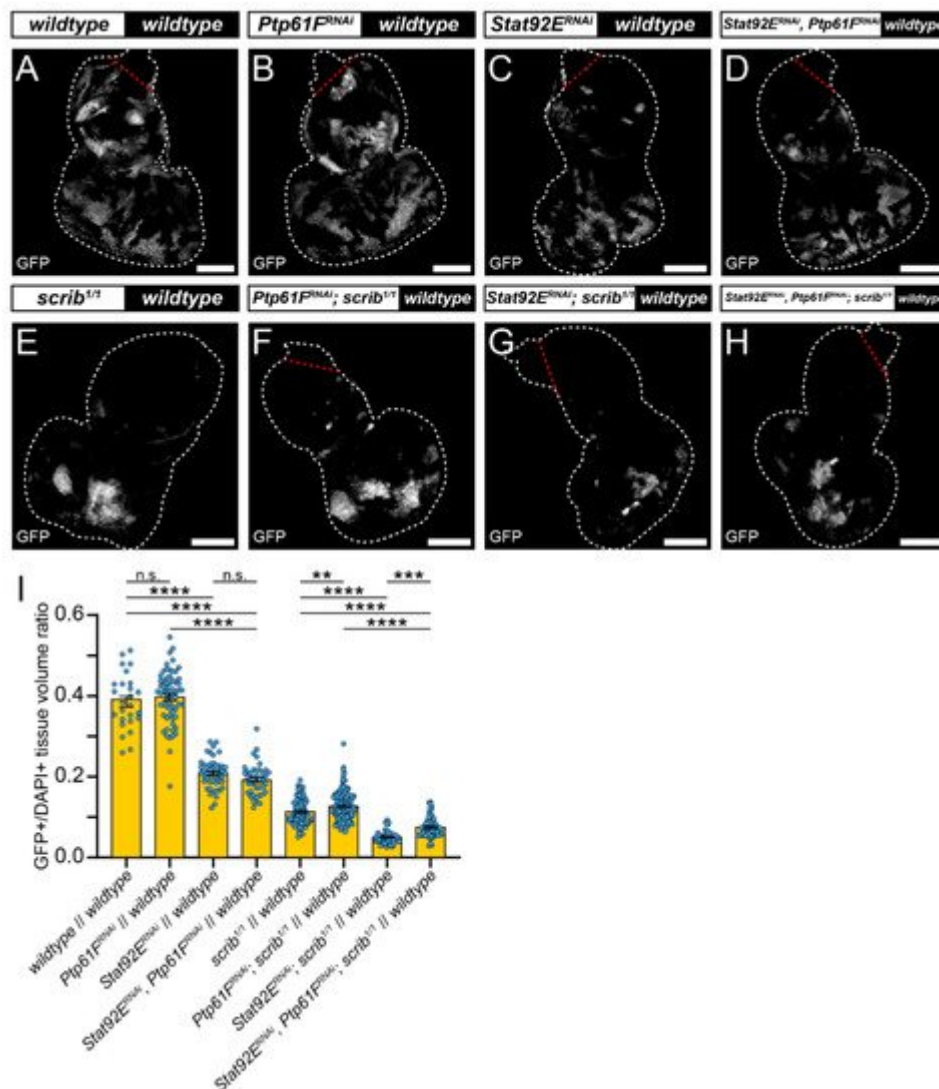 wildtype wildtype Ptp61F^RNAi wildtype Stat92E^RNAi wildtype Stat92E^RNAi, Ptp61F^RNAi wildtype
A B C D
GFP GFP GFP GFP
scrib^1/1 wildtype Ptp61F^RNAi; scrib^1/1 wildtype Stat92E^RNAi; scrib^1/1 wildtype Stat92E^RNAi, Ptp61F^RNAi; scrib^1/1 wildtype
E F G H
GFP GFP GFP GFP
I
n.s. n.s. ** ***
**** ****
**** ****
**** ****
GFP+/DAPI+ tissue volume ratio
0.6
0.4
0.2
0.0
wildtype // wildtype
Ptp61F^RNAi // wildtype
Stat92E^RNAi // wildtype
Stat92E^RNAi, Ptp61F^RNAi // wildtype
scrib^1/1 // wildtype
Ptp61F^RNAi; scrib^1/1 // wildtype
Stat92E^RNAi; scrib^1/1 // wildtype
Stat92E^RNAi, Ptp61F^RNAi; scrib^1/1 // wildtype